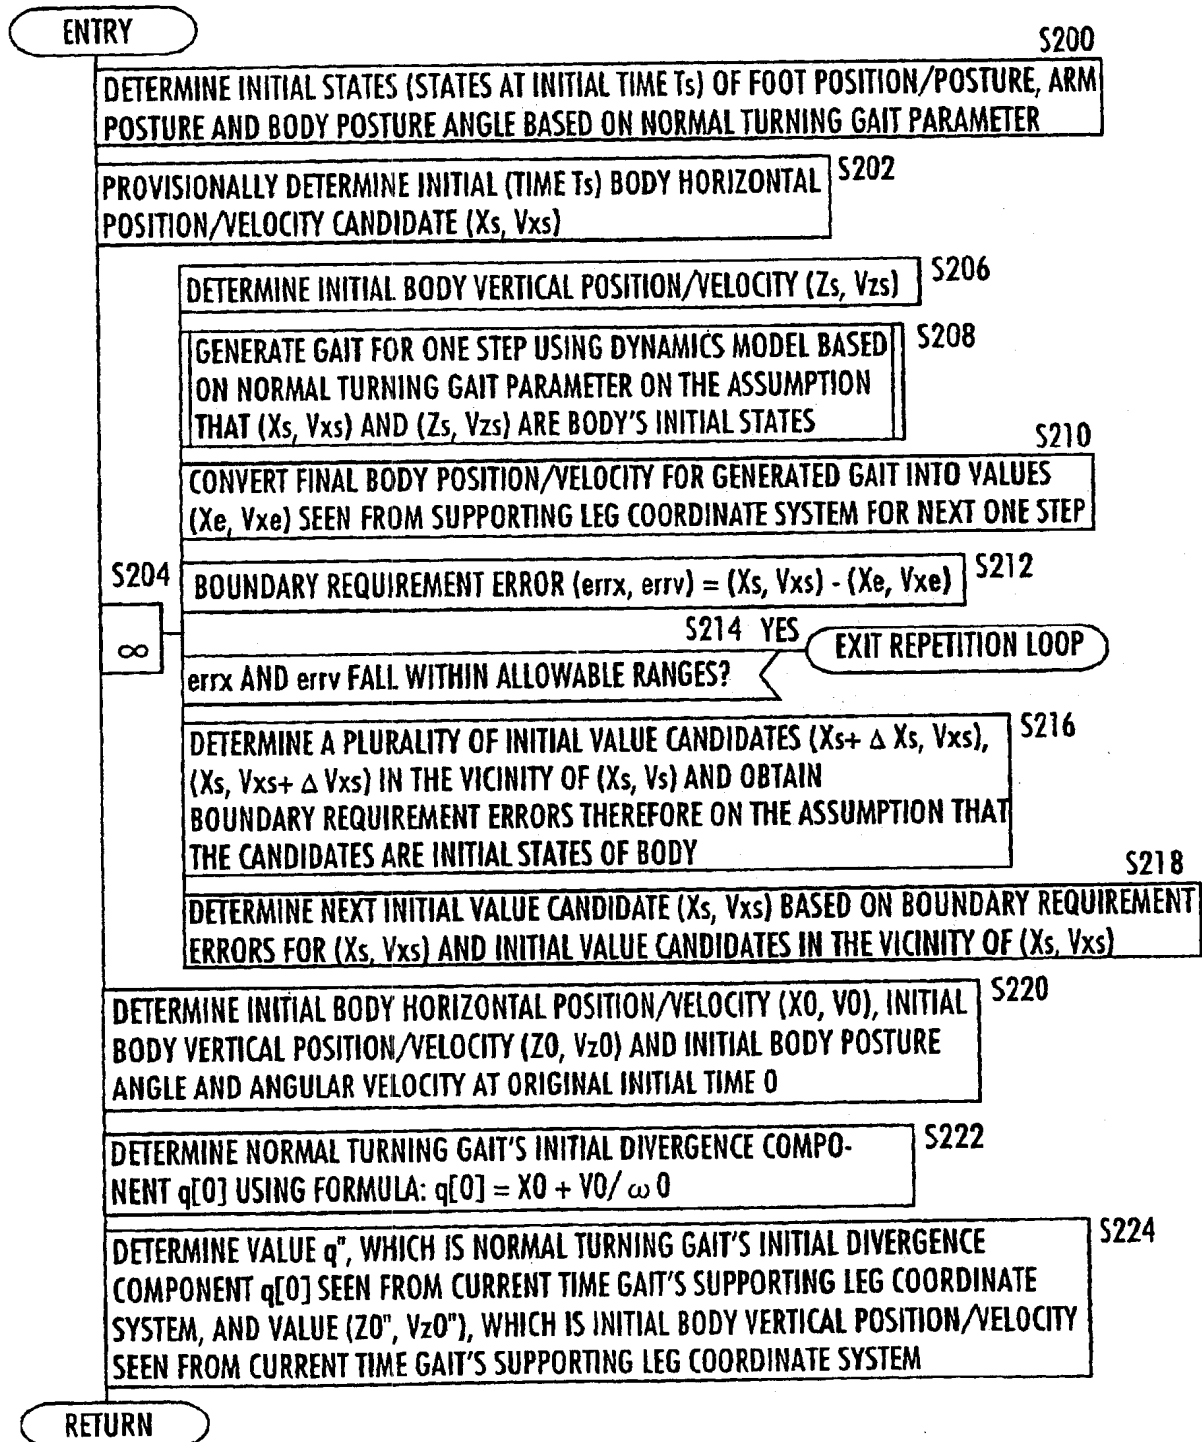 ENTRY
S200
DETERMINE INITIAL STATES (STATES AT INITIAL TIME Ts) OF FOOT POSITION/POSTURE, ARM
POSTURE AND BODY POSTURE ANGLE BASED ON NORMAL TURNING GAIT PARAMETER
S202
PROVISIONALLY DETERMINE INITIAL (TIME Ts) BODY HORIZONTAL
POSITION/VELOCITY CANDIDATE (Xs, Vxs)
DETERMINE INITIAL BODY VERTICAL POSITION/VELOCITY (Zs, Vzs)
S206
GENERATE GAIT FOR ONE STEP USING DYNAMICS MODEL BASED
ON NORMAL TURNING GAIT PARAMETER ON THE ASSUMPTION
THAT (Xs, Vxs) AND (Zs, Vzs) ARE BODY'S INITIAL STATES
S208
S210
CONVERT FINAL BODY POSITION/VELOCITY FOR GENERATED GAIT INTO VALUES
(Xe, Vxe) SEEN FROM SUPPORTING LEG COORDINATE SYSTEM FOR NEXT ONE STEP
S204
∞
BOUNDARY REQUIREMENT ERROR (errx, errv) = (Xs, Vxs) - (Xe, Vxe)
S212
S214 YES
EXIT REPETITION LOOP
errx AND errv FALL WITHIN ALLOWABLE RANGES?
DETERMINE A PLURALITY OF INITIAL VALUE CANDIDATES (Xs+ Δ Xs, Vxs),
(Xs, Vxs+ Δ Vxs) IN THE VICINITY OF (Xs, Vs) AND OBTAIN
BOUNDARY REQUIREMENT ERRORS THEREFORE ON THE ASSUMPTION THAT
THE CANDIDATES ARE INITIAL STATES OF BODY
S216
S218
DETERMINE NEXT INITIAL VALUE CANDIDATE (Xs, Vxs) BASED ON BOUNDARY REQUIREMENT
ERRORS FOR (Xs, Vxs) AND INITIAL VALUE CANDIDATES IN THE VICINITY OF (Xs, Vxs)
DETERMINE INITIAL BODY HORIZONTAL POSITION/VELOCITY (X0, V0), INITIAL
BODY VERTICAL POSITION/VELOCITY (Z0, Vz0) AND INITIAL BODY POSTURE
ANGLE AND ANGULAR VELOCITY AT ORIGINAL INITIAL TIME 0
S220
DETERMINE NORMAL TURNING GAIT'S INITIAL DIVERGENCE COMPO-
NENT q[0] USING FORMULA: q[0] = X0 + V0/ ω 0
S222
DETERMINE VALUE q", WHICH IS NORMAL TURNING GAIT'S INITIAL DIVERGENCE
COMPONENT q[0] SEEN FROM CURRENT TIME GAIT'S SUPPORTING LEG COORDINATE
SYSTEM, AND VALUE (Z0", Vz0"), WHICH IS INITIAL BODY VERTICAL POSITION/VELOCITY
SEEN FROM CURRENT TIME GAIT'S SUPPORTING LEG COORDINATE SYSTEM
S224
RETURN